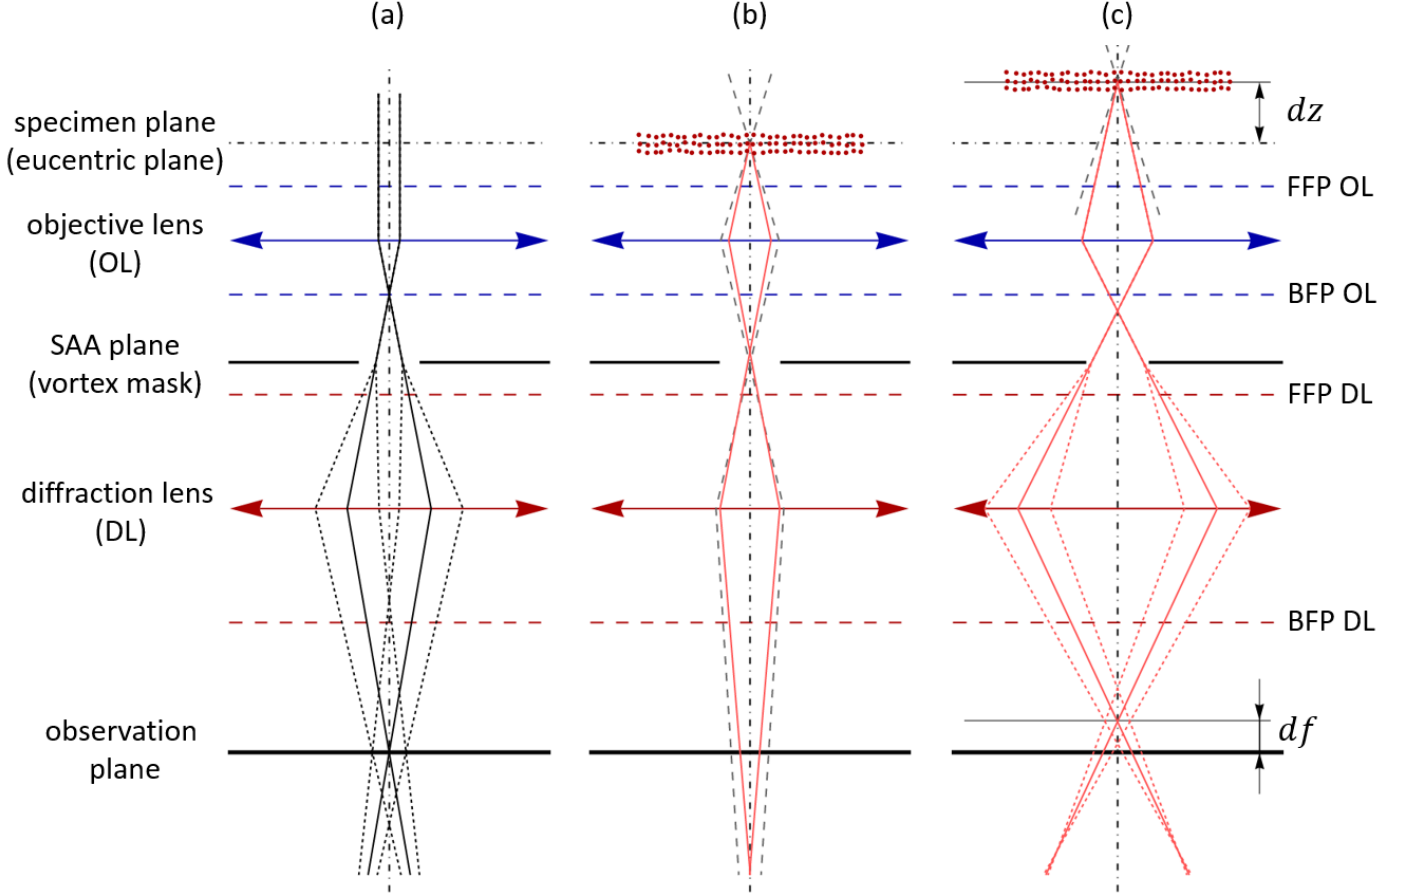 (a)
(b)
(c)
specimen plane
(eucentric plane)
dz
FFP OL
objective lens
(OL)
BFP OL
SAA plane
(vortex mask)
FFP DL
diffraction lens
(DL)
BFP DL
observation
plane
df